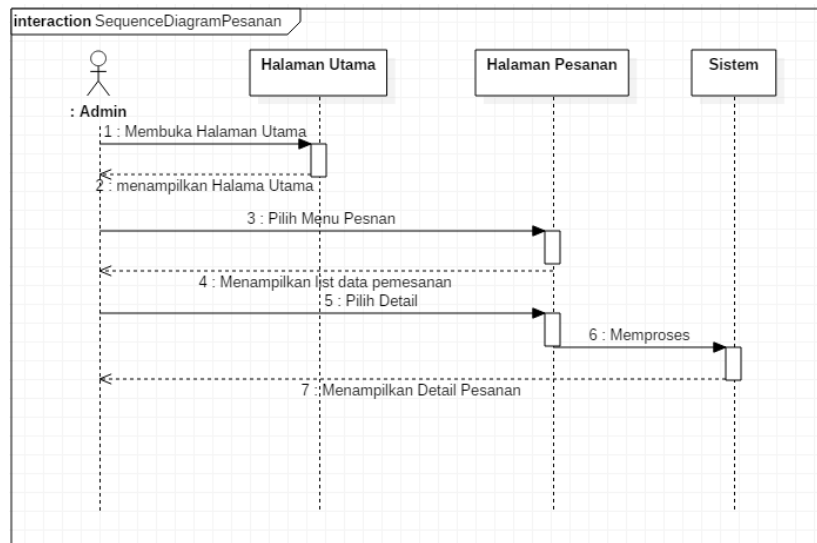 interaction SequenceDiagramPesanan
Halaman Utama
Halaman Pesanan
Sistem
: Admin
1 : Membuka Halaman Utama
2 : menampilkan Halama Utama
3 : Pilih Menu Pesnan
4 : Menampilkan list data pemesanan
5 : Pilih Detail
6 : Memproses
7 : Menampilkan Detail Pesanan